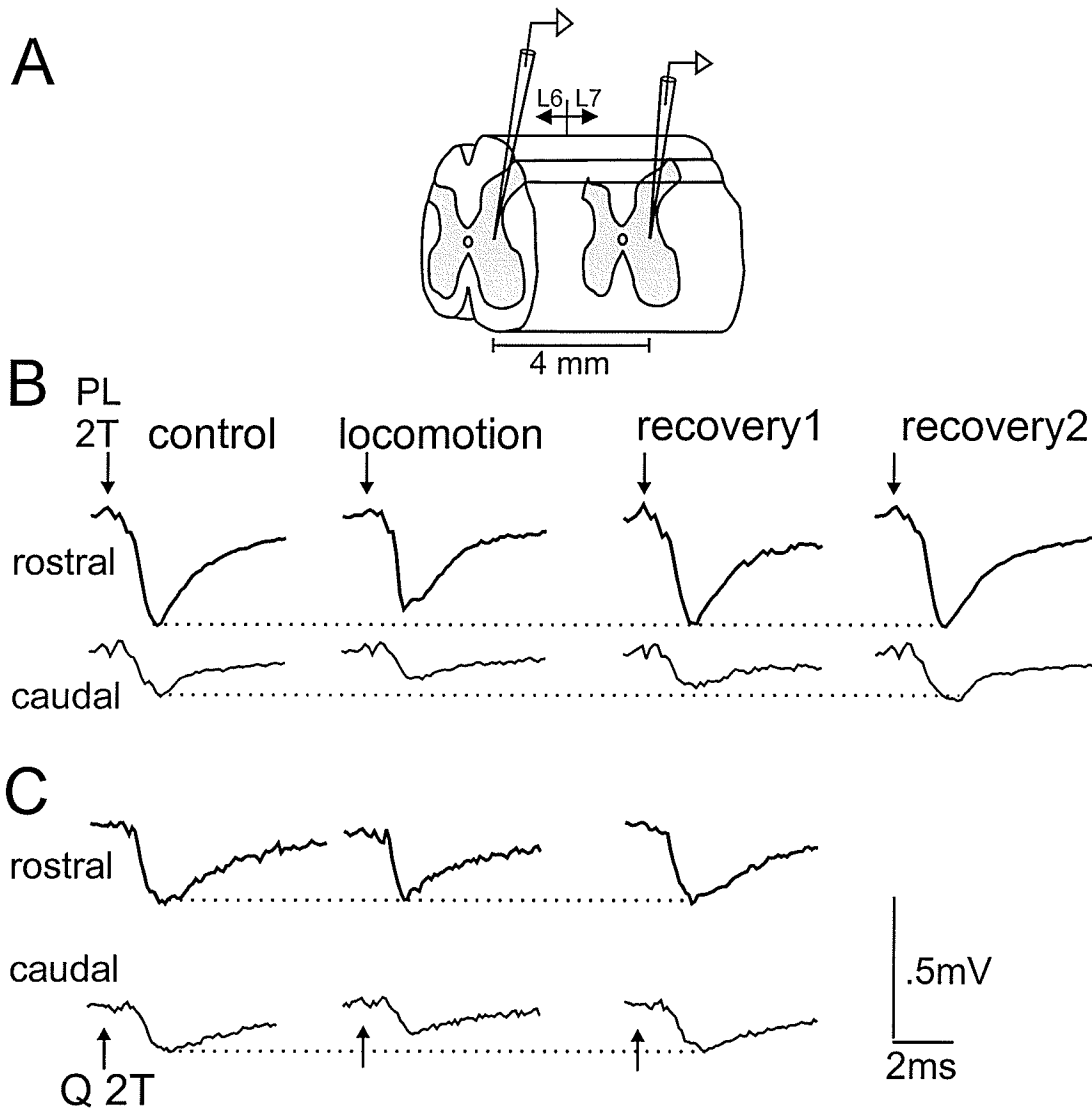 A
L6 L7
4 mm
B
PL
2T
control locomotion recovery1 recovery2
rostral
caudal
C
rostral
caudal
.5mV
2ms
Q 2T